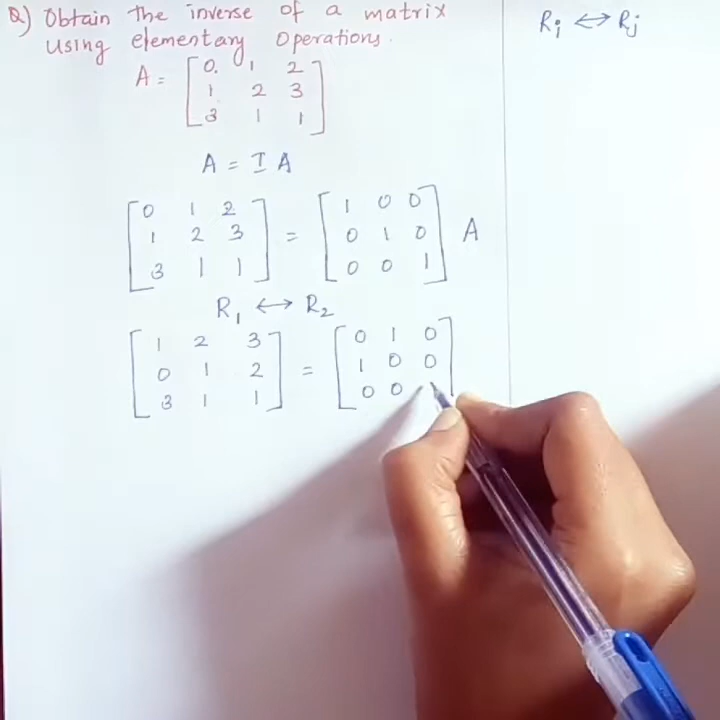 Q) Obtain the inverse of a matrix
using elementary operations.
A = [0 1 2
1 2 3
3 1 1]
A = I A
[0 1 2
1 2 3
3 1 1] = [1 0 0
0 1 0
0 0 1] A
R₁ ↔ R₂
[1 2 3
0 1 2
3 1 1] = [0 1 0
1 0 0
0 0
Rᵢ ↔ Rⱼ